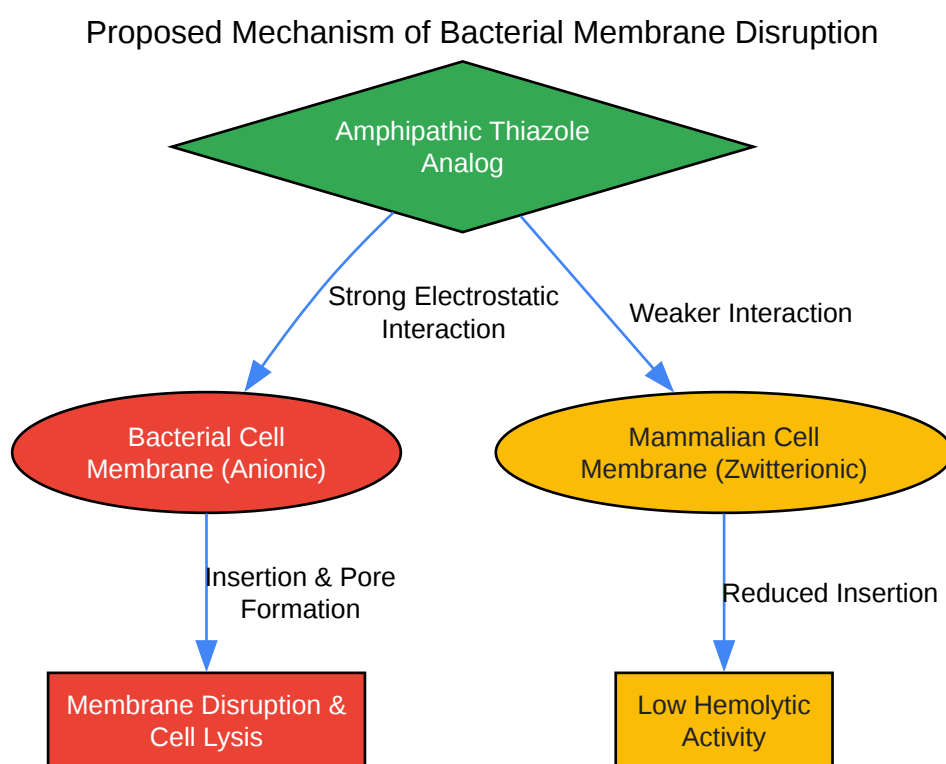 Proposed Mechanism of Bacterial Membrane Disruption
Amphipathic Thiazole
Analog
Strong Electrostatic
Interaction
Weaker Interaction
Bacterial Cell
Membrane (Anionic)
Mammalian Cell
Membrane (Zwitterionic)
Insertion & Pore
Formation
Reduced Insertion
Membrane Disruption &
Cell Lysis
Low Hemolytic
Activity